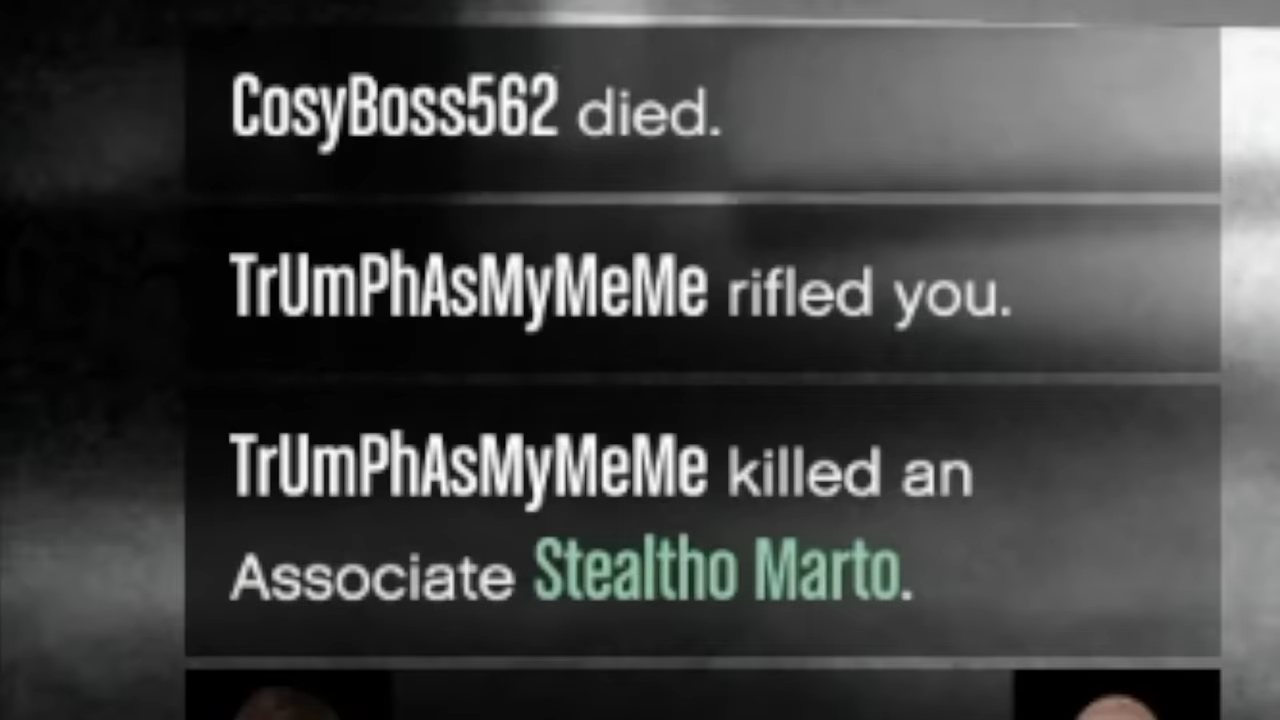 CosyBoss562 died.
TrUmPhAsMyMeMe rifled you.
TrUmPhAsMyMeMe killed an
Associate Stealtho Marto.